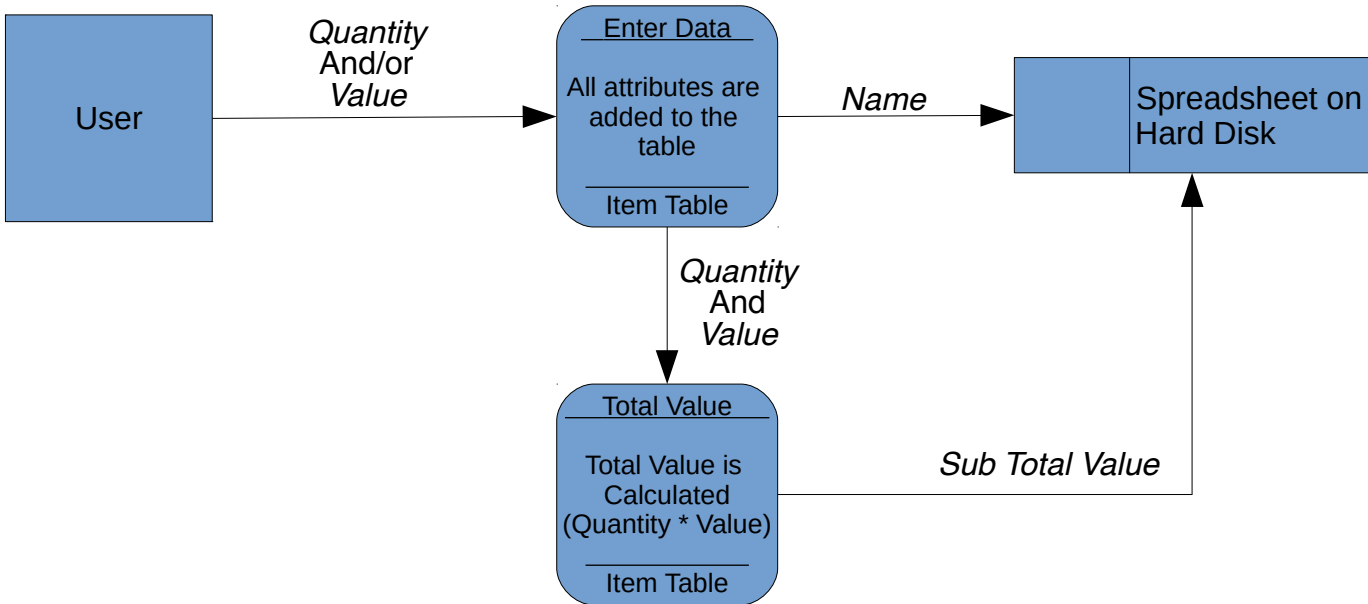 User
Quantity
And/or
Value
Enter Data
All attributes are
added to the
table
Item Table
Name
Spreadsheet on
Hard Disk
Quantity
And
Value
Total Value
Total Value is
Calculated
(Quantity * Value)
Item Table
Sub Total Value